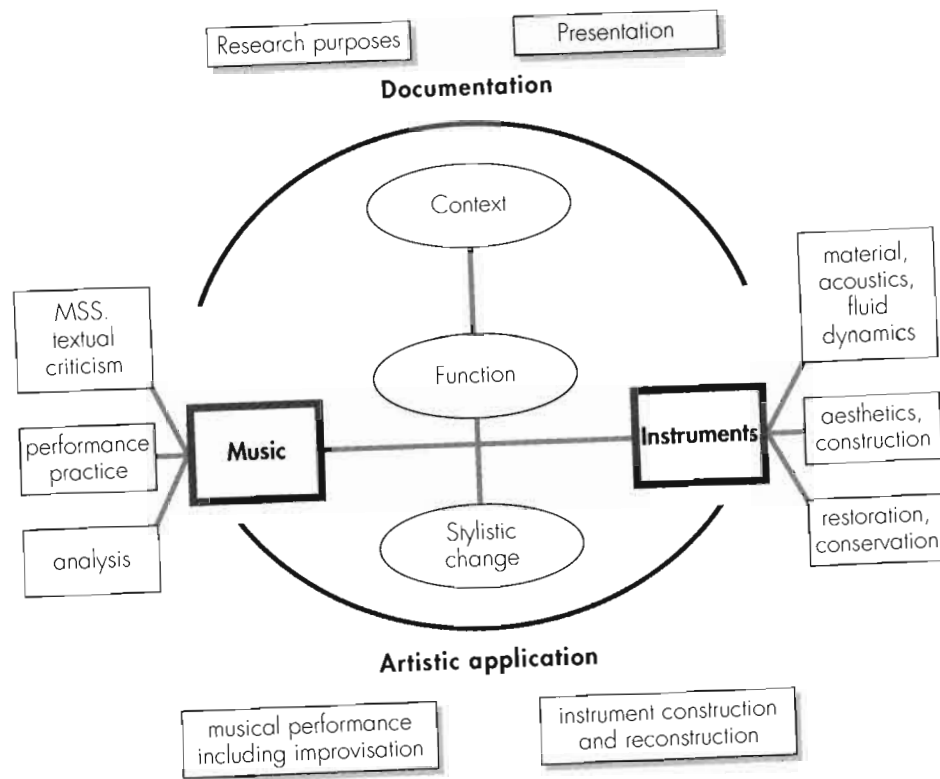 Research purposes
Presentation
Documentation
Context
material,
acoustics,
fluid
dynamics
MSS.
textual
criticism
Function
aesthetics,
construction
Music
Instruments
performance
practice
restoration,
conservation
Stylistic
change
analysis
Artistic application
musical performance
including improvisation
instrument construction
and reconstruction